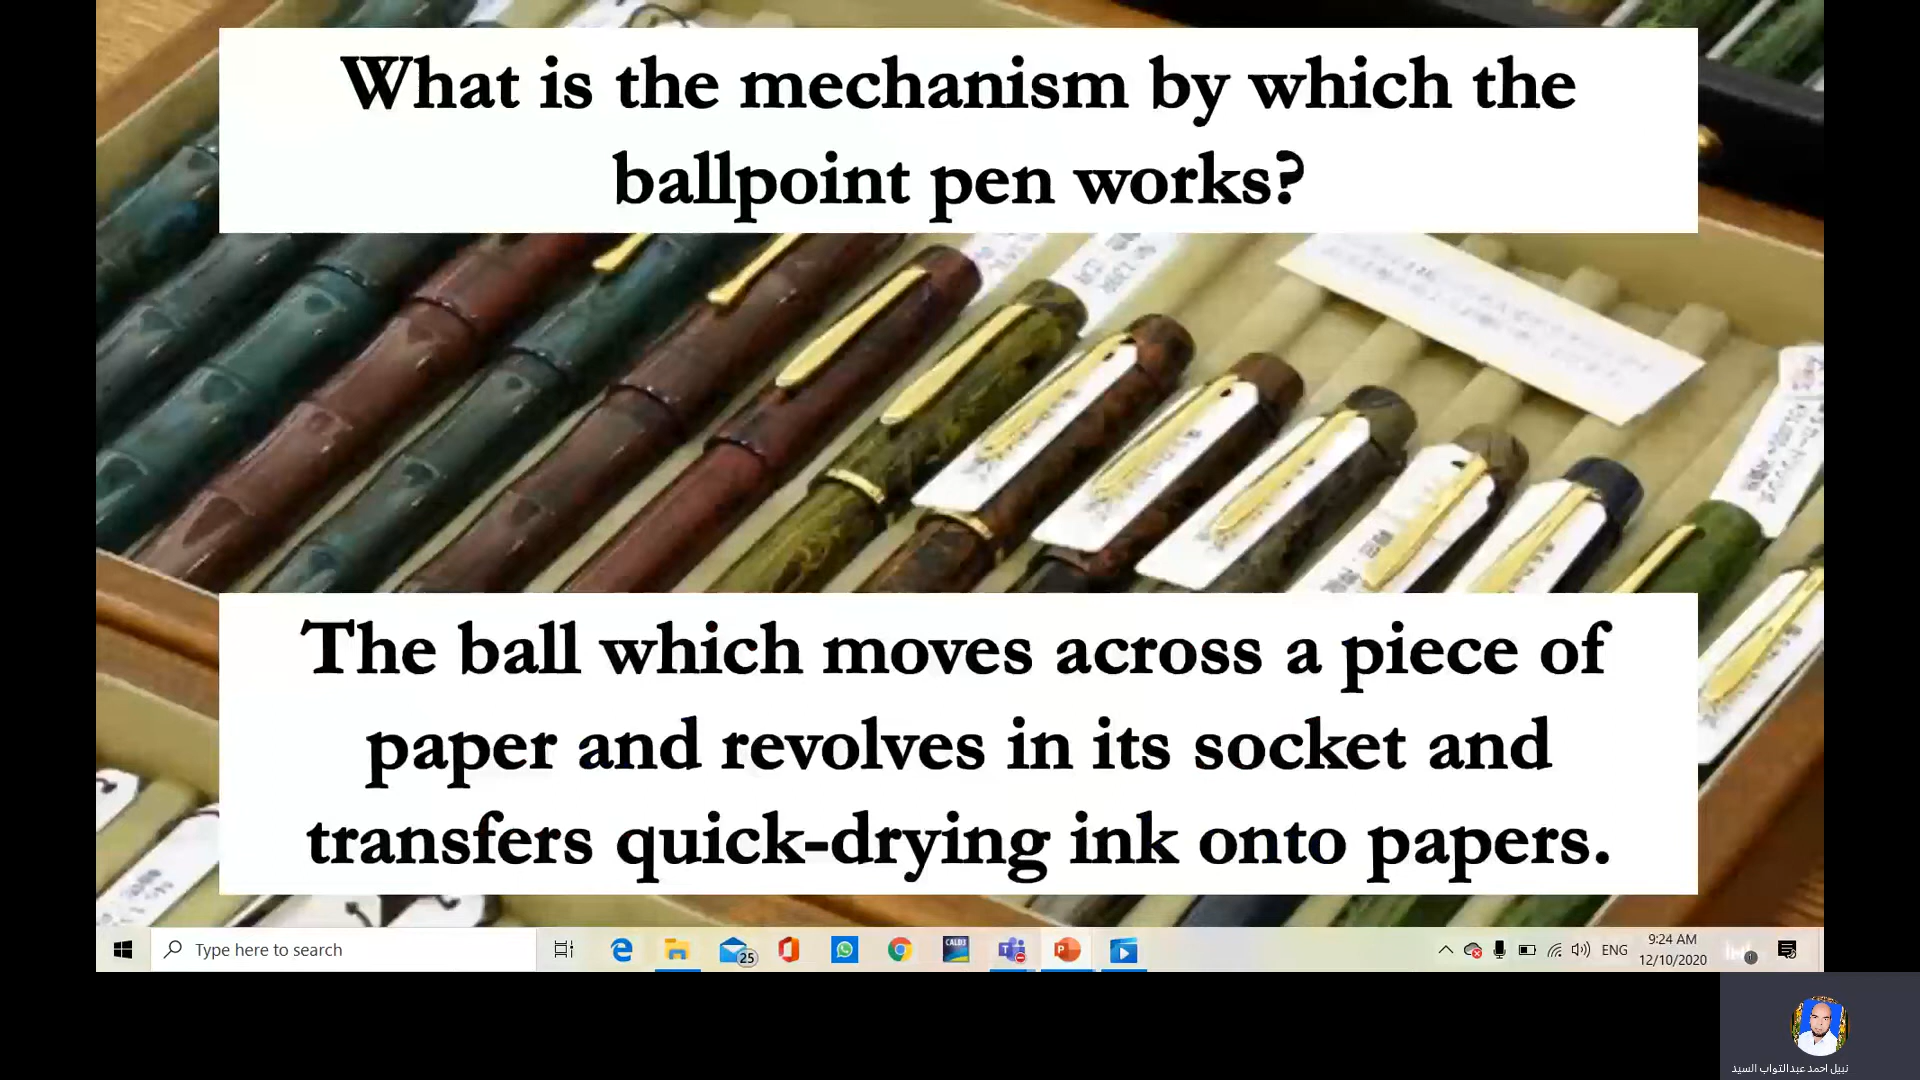 What is the mechanism by which the
ballpoint pen works?
The ball which moves across a piece of
paper and revolves in its socket and
transfers quick-drying ink onto papers.
Type here to search
25
CALD3
ENG
9:24 AM
12/10/2020
نبيل احمد عبدالتواب السيد